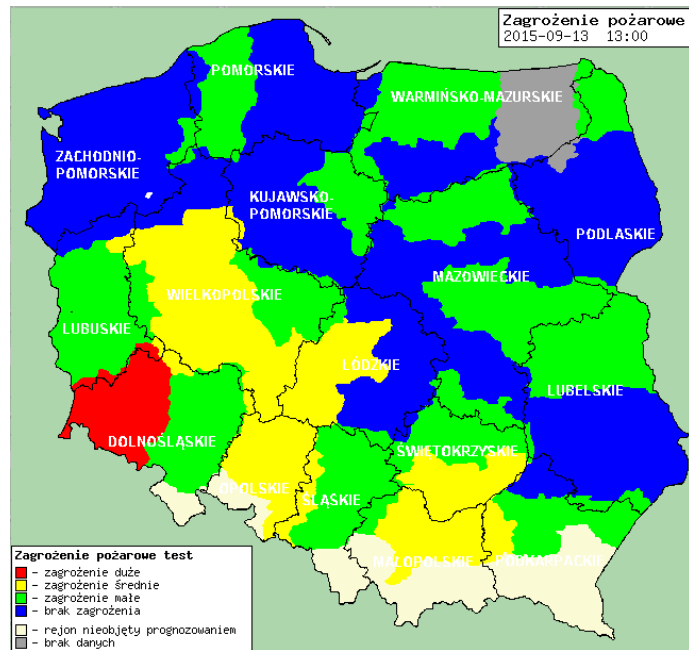 Zagrożenie pożarowe
2015-09-13 13:00
POMORSKIE
WARMIŃSKO-MAZURSKIE
ZACHODNIO-
POMORSKIE
KUJAWSKO-
POMORSKIE
PODLASKIE
MAZOWIECKIE
WIELKOPOLSKIE
LUBUSKIE
ŁÓDZKIE
LUBELSKIE
DOLNOŚLĄSKIE
ŚWIĘTOKRZYSKIE
OPOLSKIE
ŚLĄSKIE
MAŁOPOLSKIE
PODKARPACKIE
Zagrożenie pożarowe test
– zagrożenie duże
– zagrożenie średnie
– zagrożenie małe
– brak zagrożenia
– rejon nieobjęty prognozowaniem
– brak danych